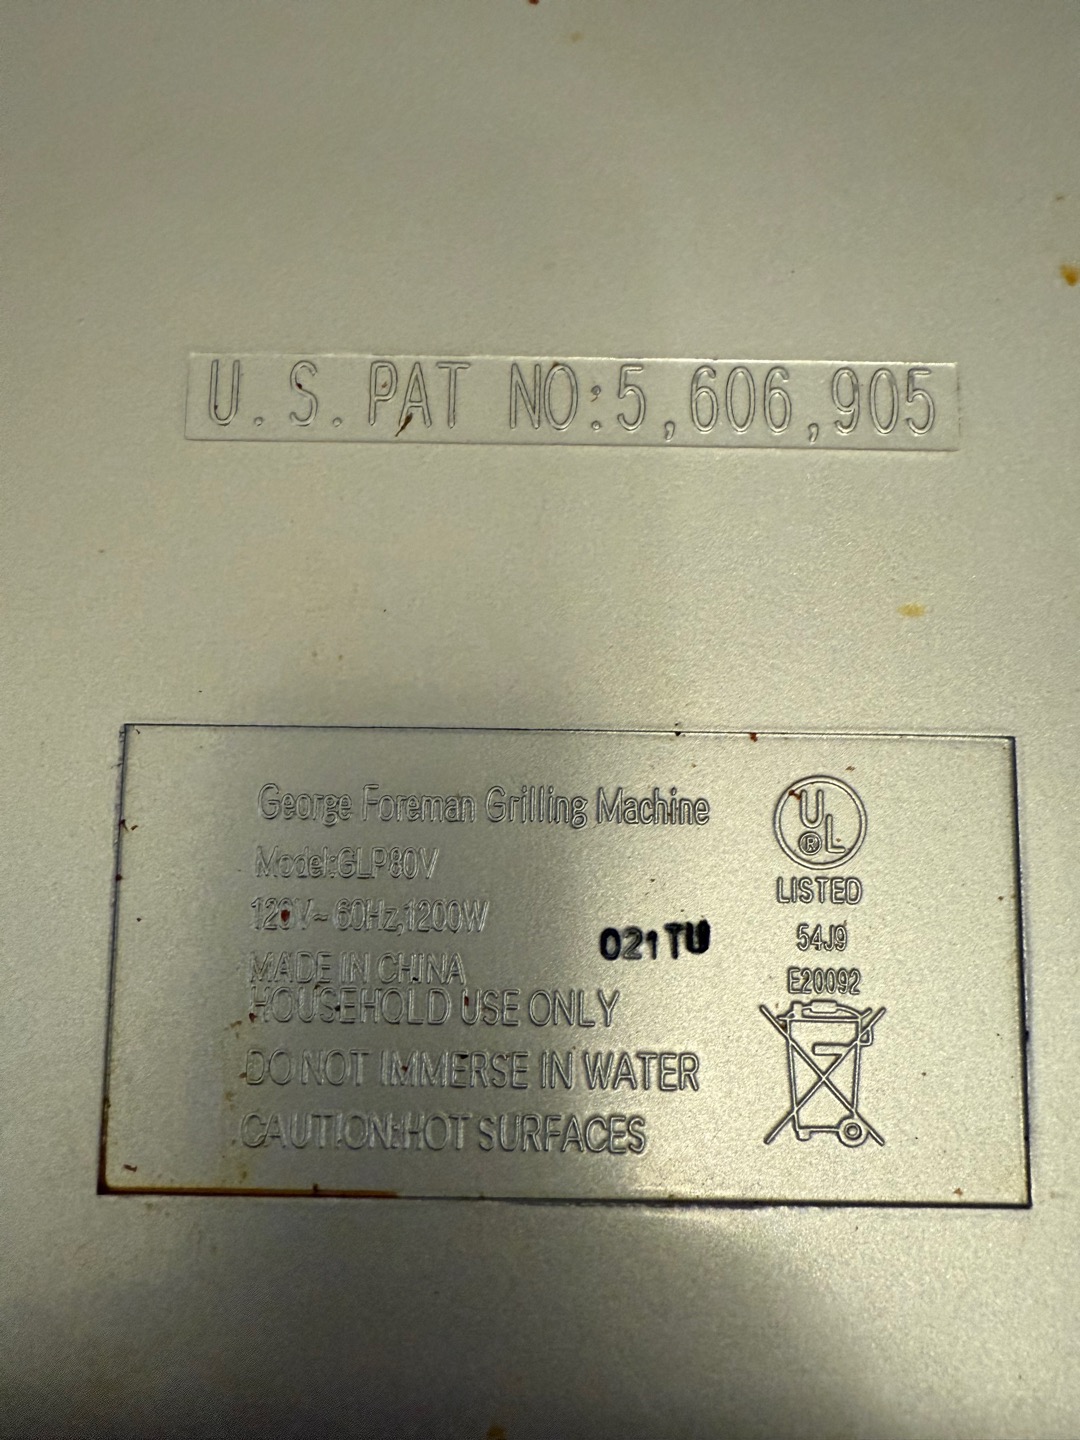 U.S. PAT NO:5,606,905
George Foreman Grilling Machine
Model:GLP80V
120V~ 60Hz,1200W
MADE IN CHINA
HOUSEHOLD USE ONLY
DO NOT IMMERSE IN WATER
CAUTION:HOT SURFACES
021TU
UL
®
LISTED
54J9
E20092